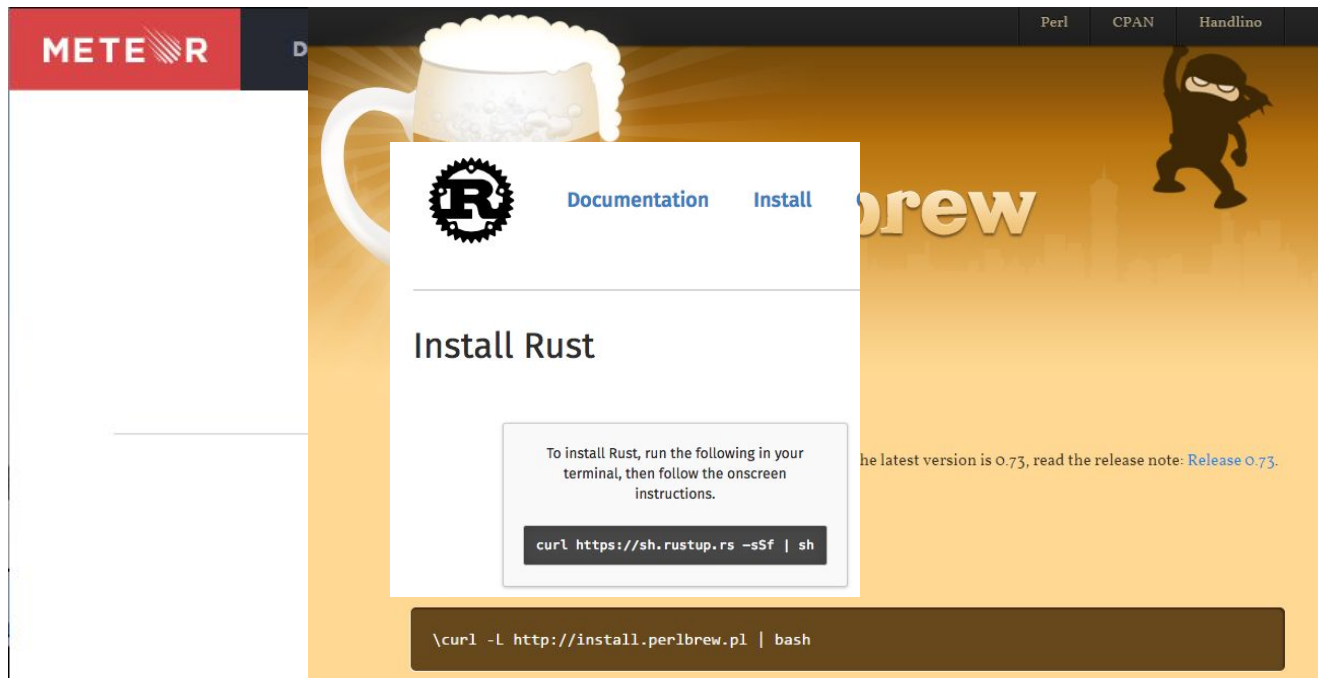 METEOR
D
Perl CPAN Handlino
R
Documentation Install
brew
Install Rust
To install Rust, run the following in your
terminal, then follow the onscreen
instructions.
he latest version is 0.73, read the release note: Release 0.73.
curl https://sh.rustup.rs -sSf | sh
\curl -L http://install.perlbrew.pl | bash